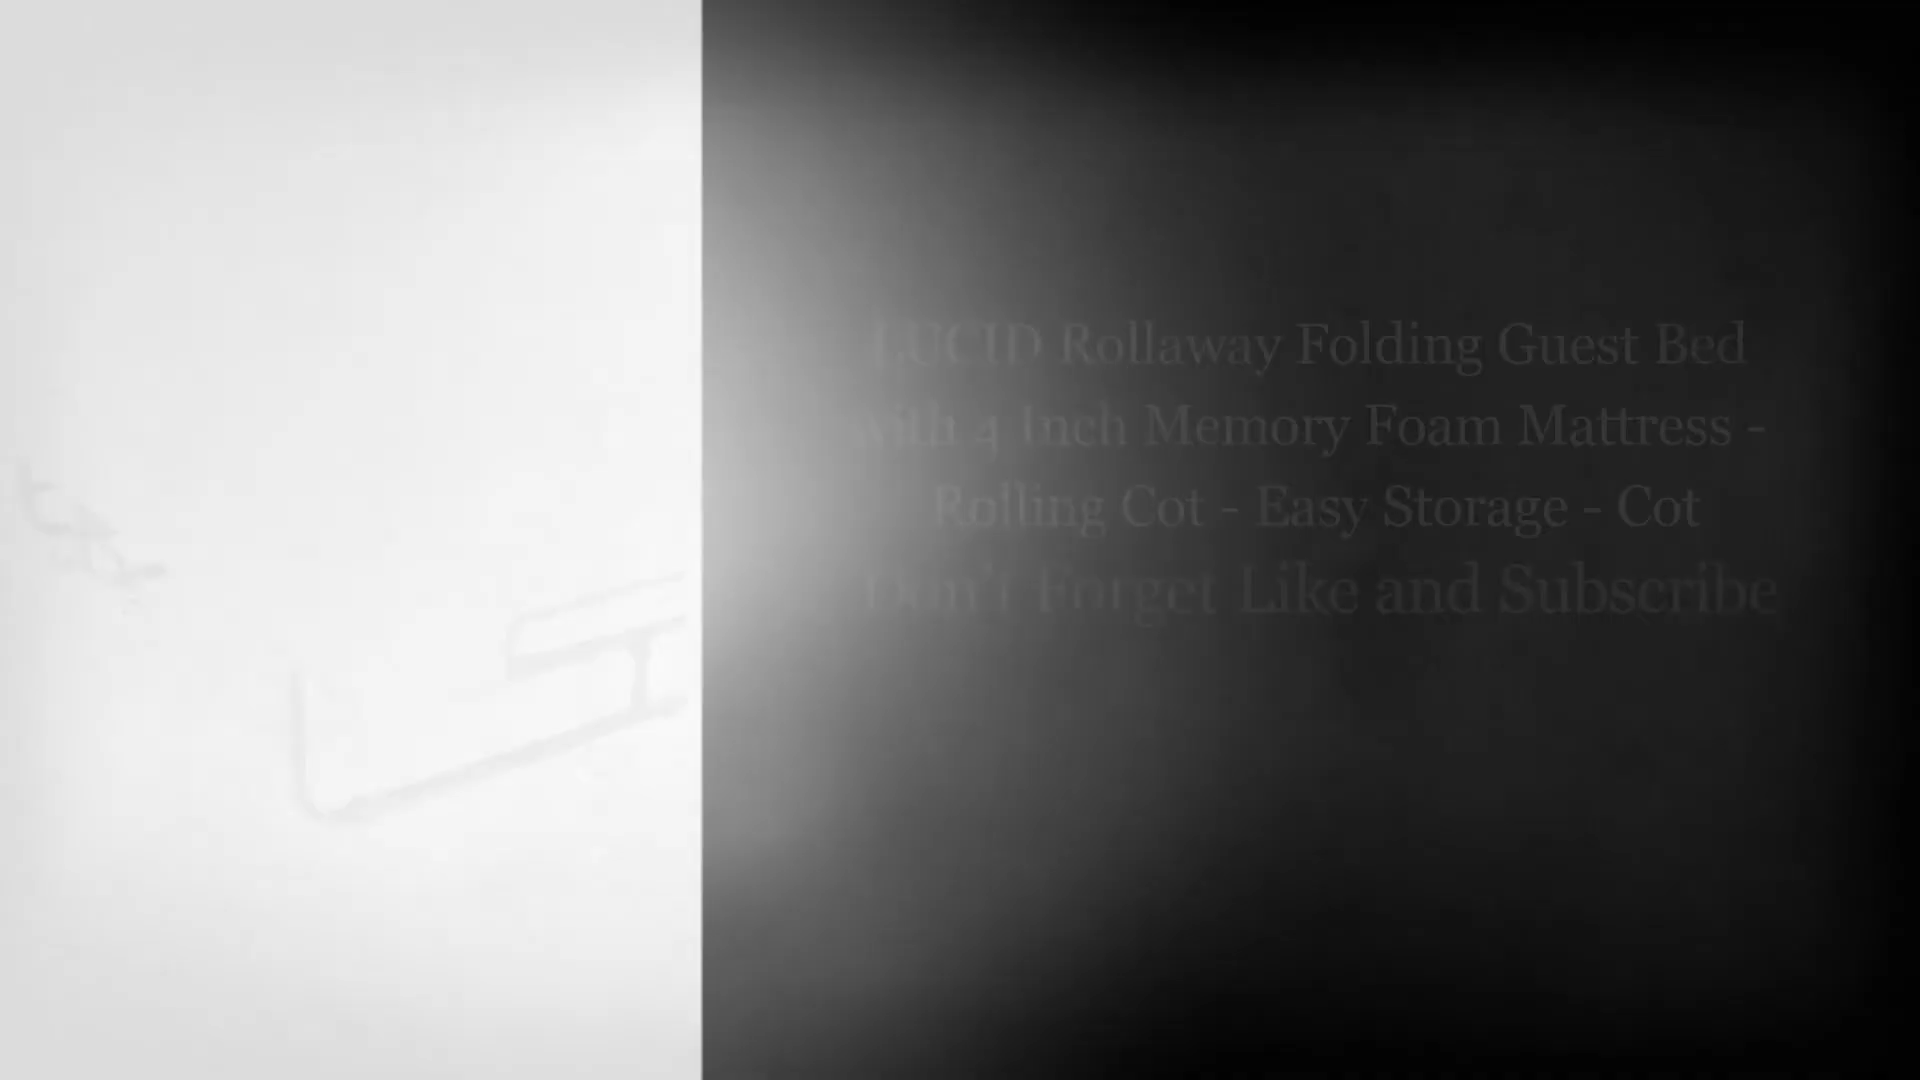 LUCID Rollaway Folding Guest Bed
with 4 Inch Memory Foam Mattress -
Rolling Cot - Easy Storage - Cot
Don't Forget Like and Subscribe